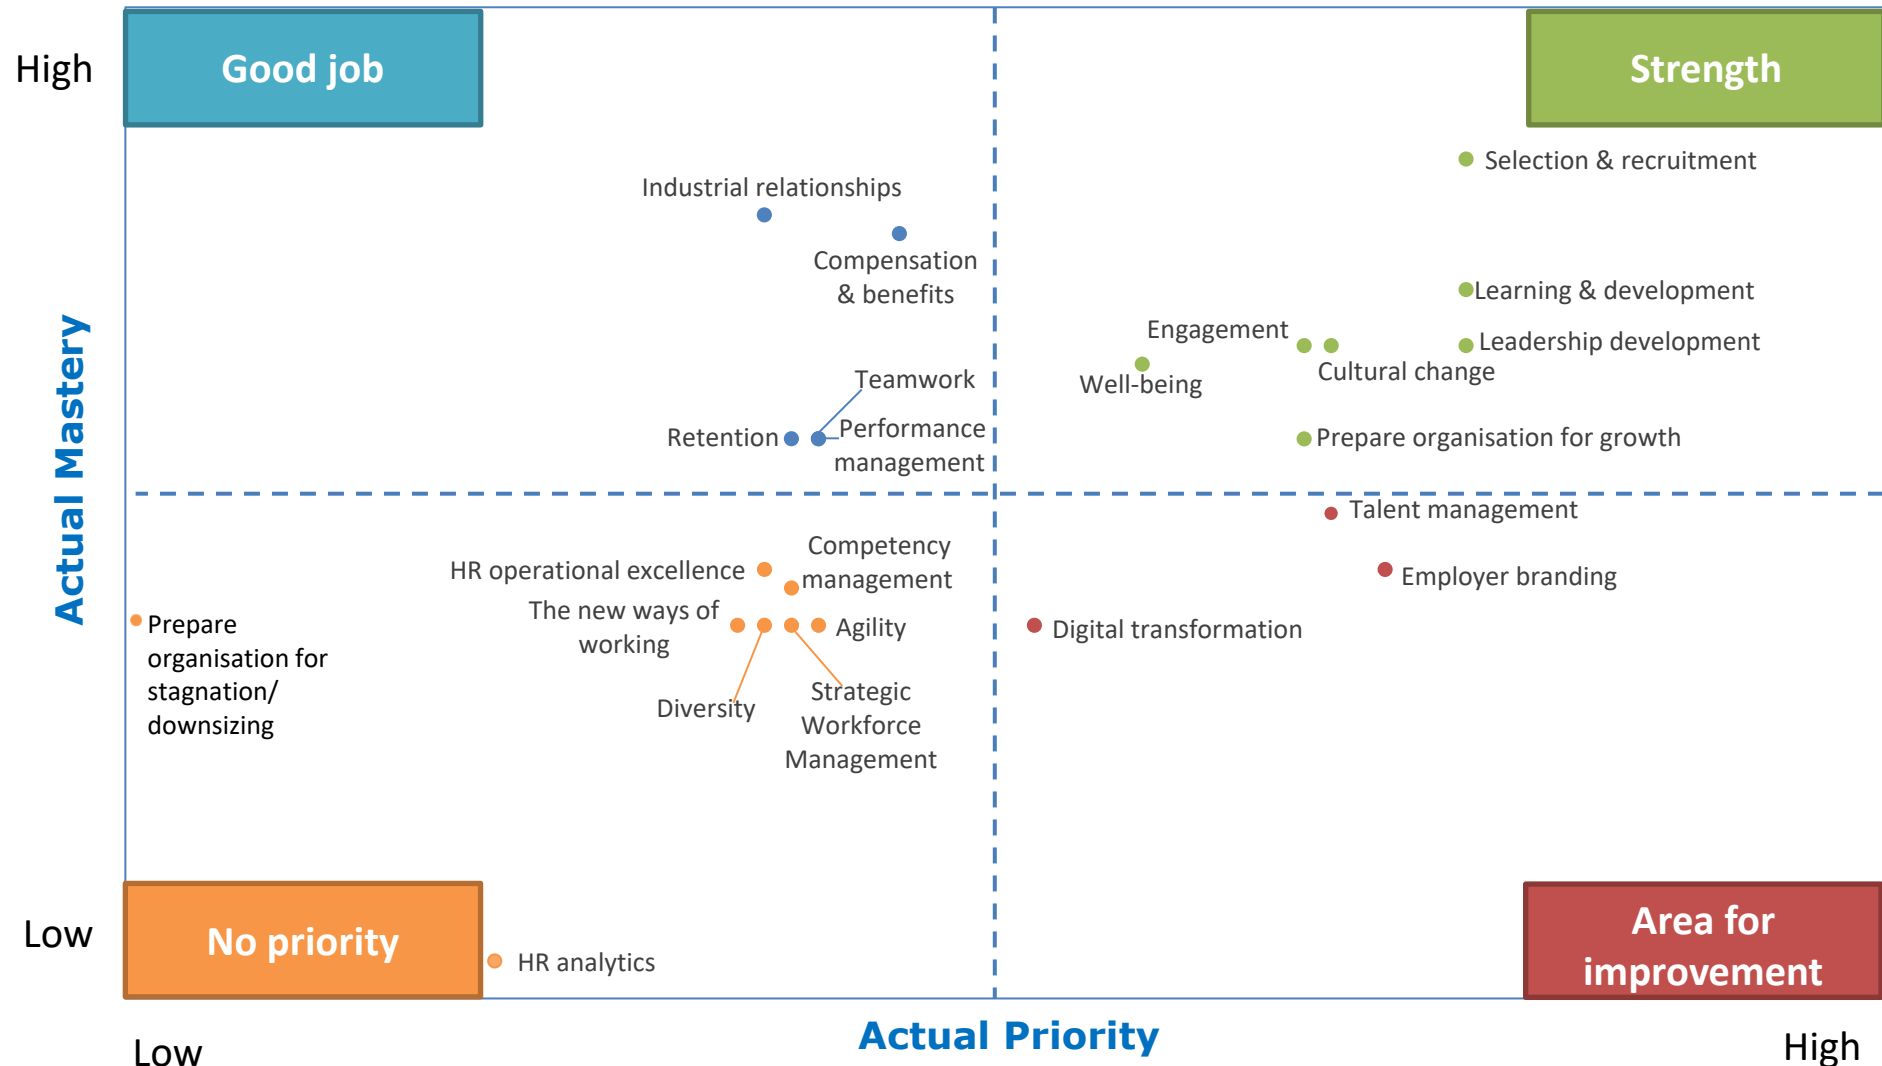 High
Good job
Strength
Selection & recruitment
Industrial relationships
Compensation
& benefits
Learning & development
Engagement
Leadership development
Cultural change
Well-being
Teamwork
Retention
Performance
management
Prepare organisation for growth
Actual Mastery
Talent management
Competency
management
HR operational excellence
Employer branding
The new ways of
working
Agility
Digital transformation
Prepare
organisation for
stagnation/
downsizing
Diversity
Strategic
Workforce
Management
Low
No priority
HR analytics
Area for
improvement
Low
Actual Priority
High